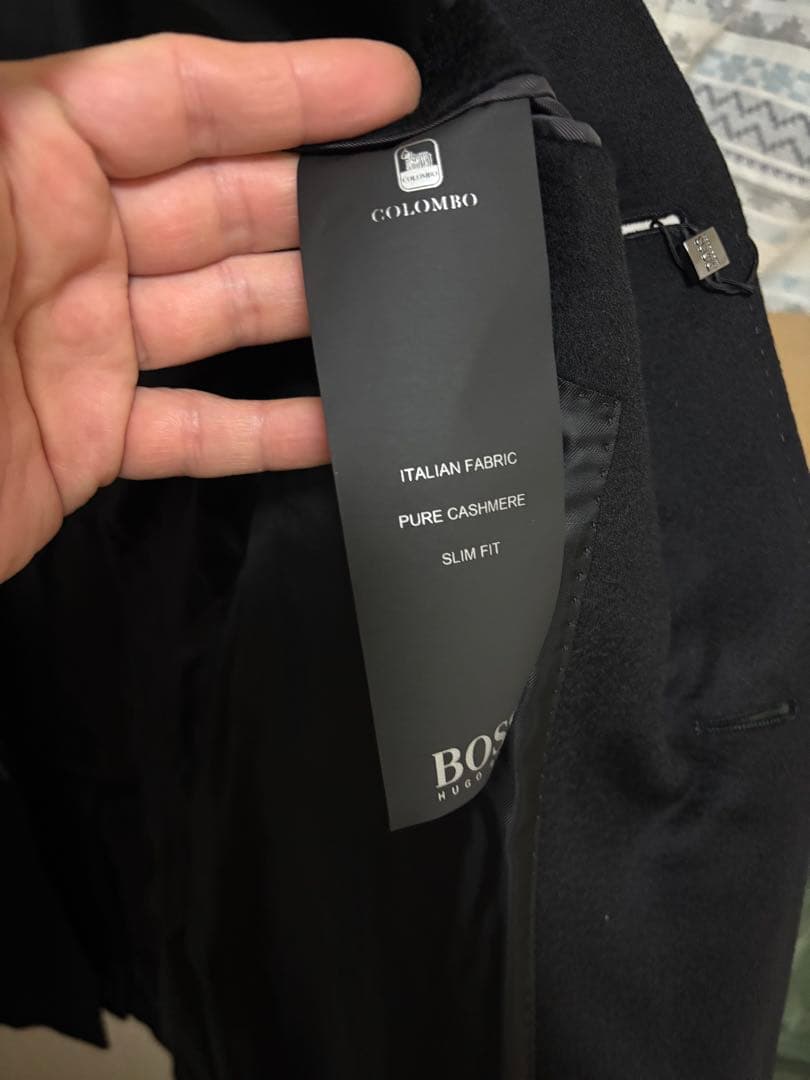 COLOMBO
COLOMBO
ITALIAN FABRIC
PURE CASHMERE
SLIM FIT
BOSS
HUGO